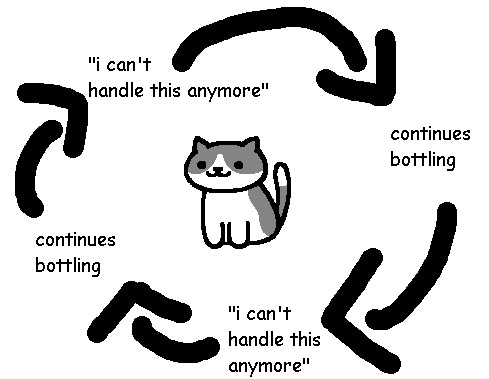 "i can't
handle this anymore"
continues
bottling
"i can't
handle this
anymore"
continues
bottling